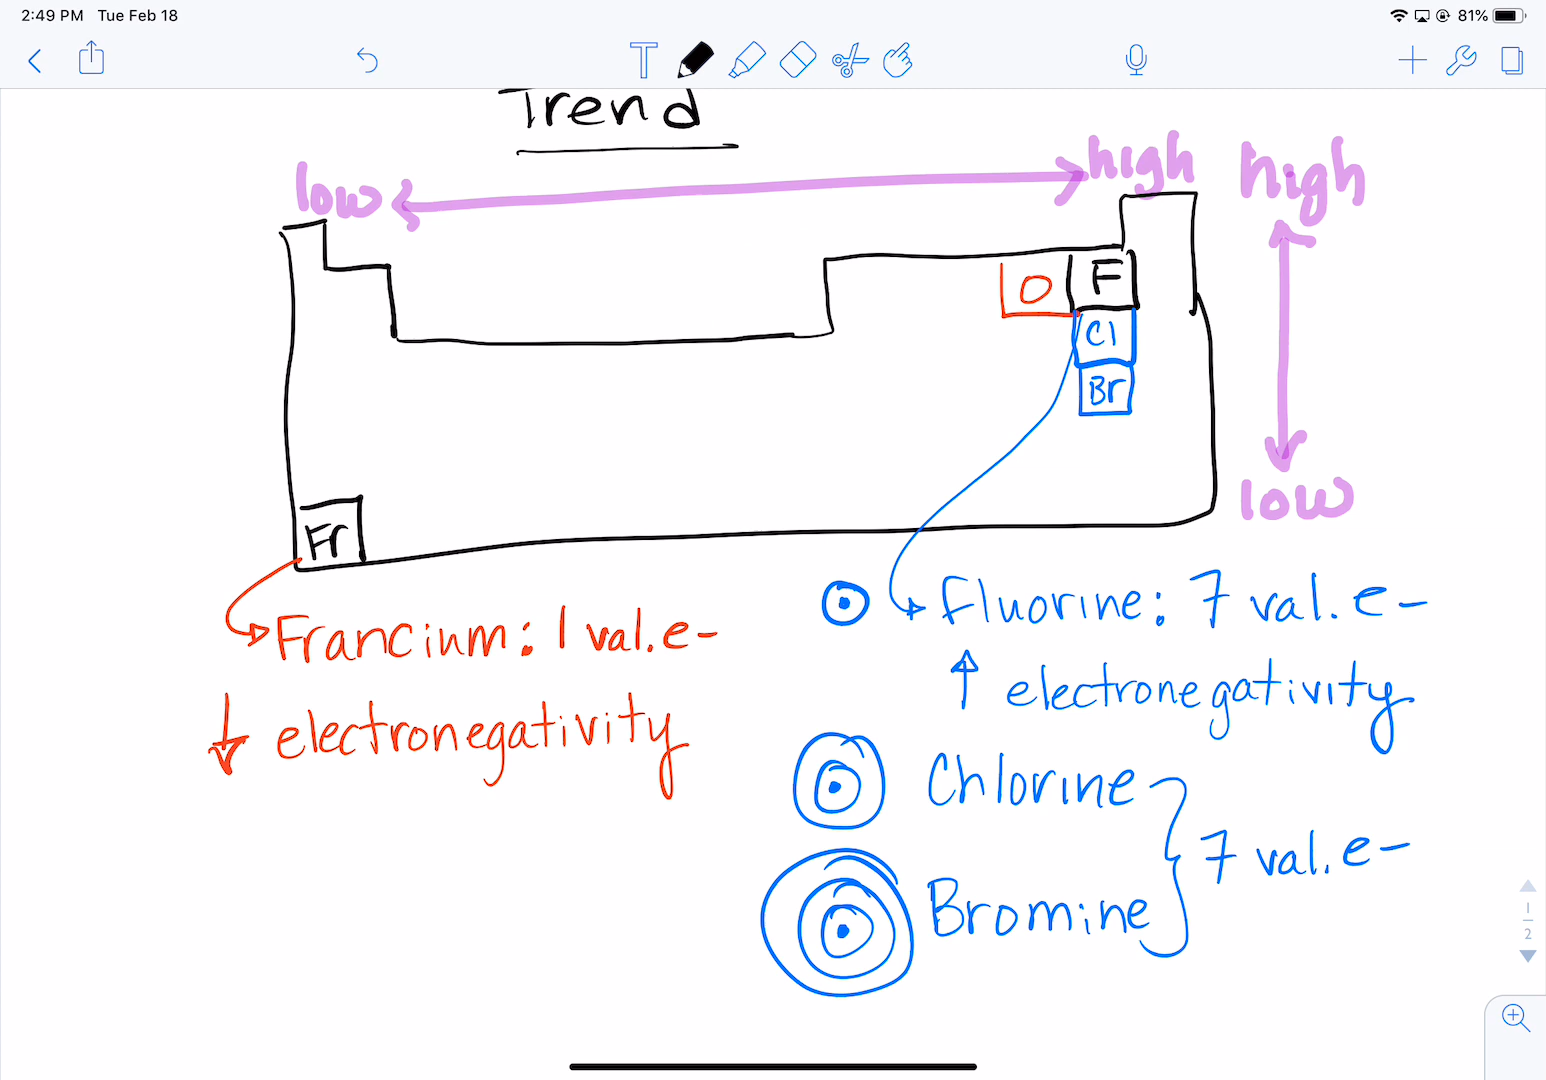 2:49 PM Tue Feb 18 81%
T
Trend
low high high
O F
Cl
Br
low
Fr
Francium: 1 val. e-
↓ electronegativity
Fluorine: 7 val. e-
↑ electronegativity
Chlorine
7 val. e-
Bromine
1
2